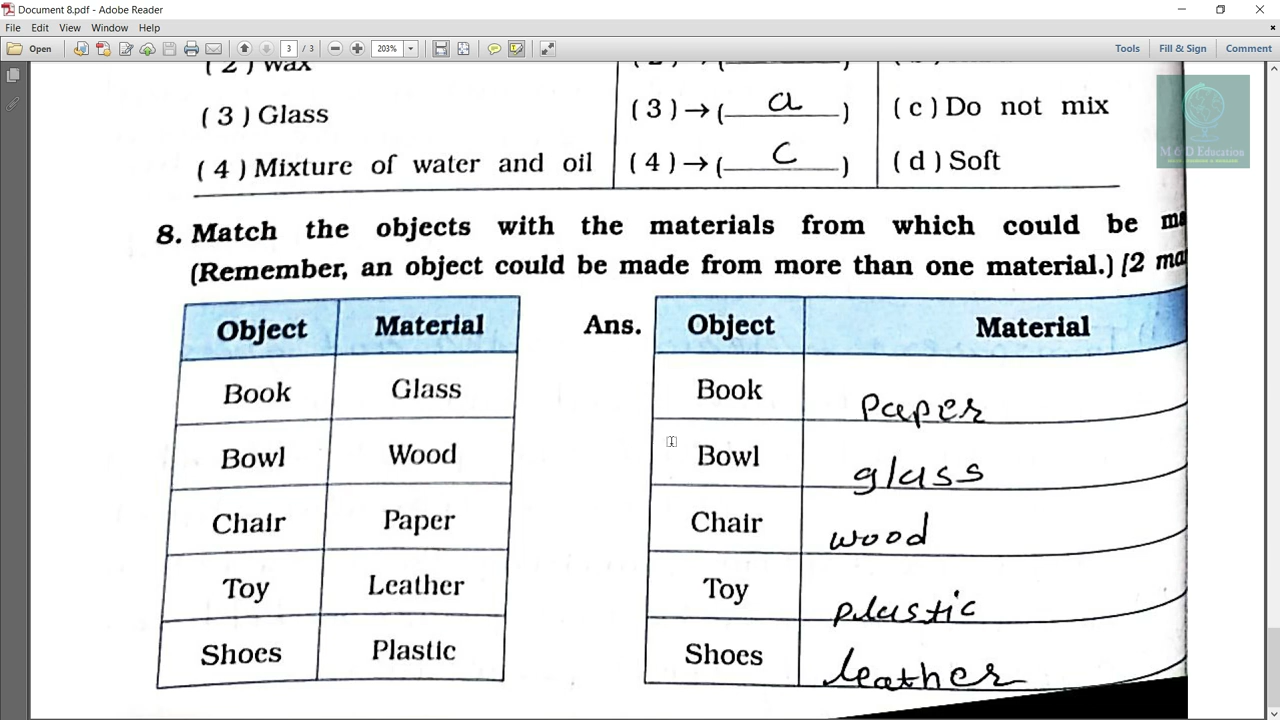 Document 8.pdf - Adobe Reader
File Edit View Window Help
Open 3 / 3 203% Tools Fill & Sign Comment
( 2 ) Wax
( 3 ) Glass ( 3 ) → ( a ) ( c ) Do not mix
( 4 ) Mixture of water and oil ( 4 ) → ( c ) ( d ) Soft
M & D Education
8. Match the objects with the materials from which could be
(Remember, an object could be made from more than one material.) [2
Object Material Ans. Object Material
Book Glass Book Paper
Bowl Wood Bowl glass
Chair Paper Chair wood
Toy Leather Toy plastic
Shoes Plastic Shoes leather